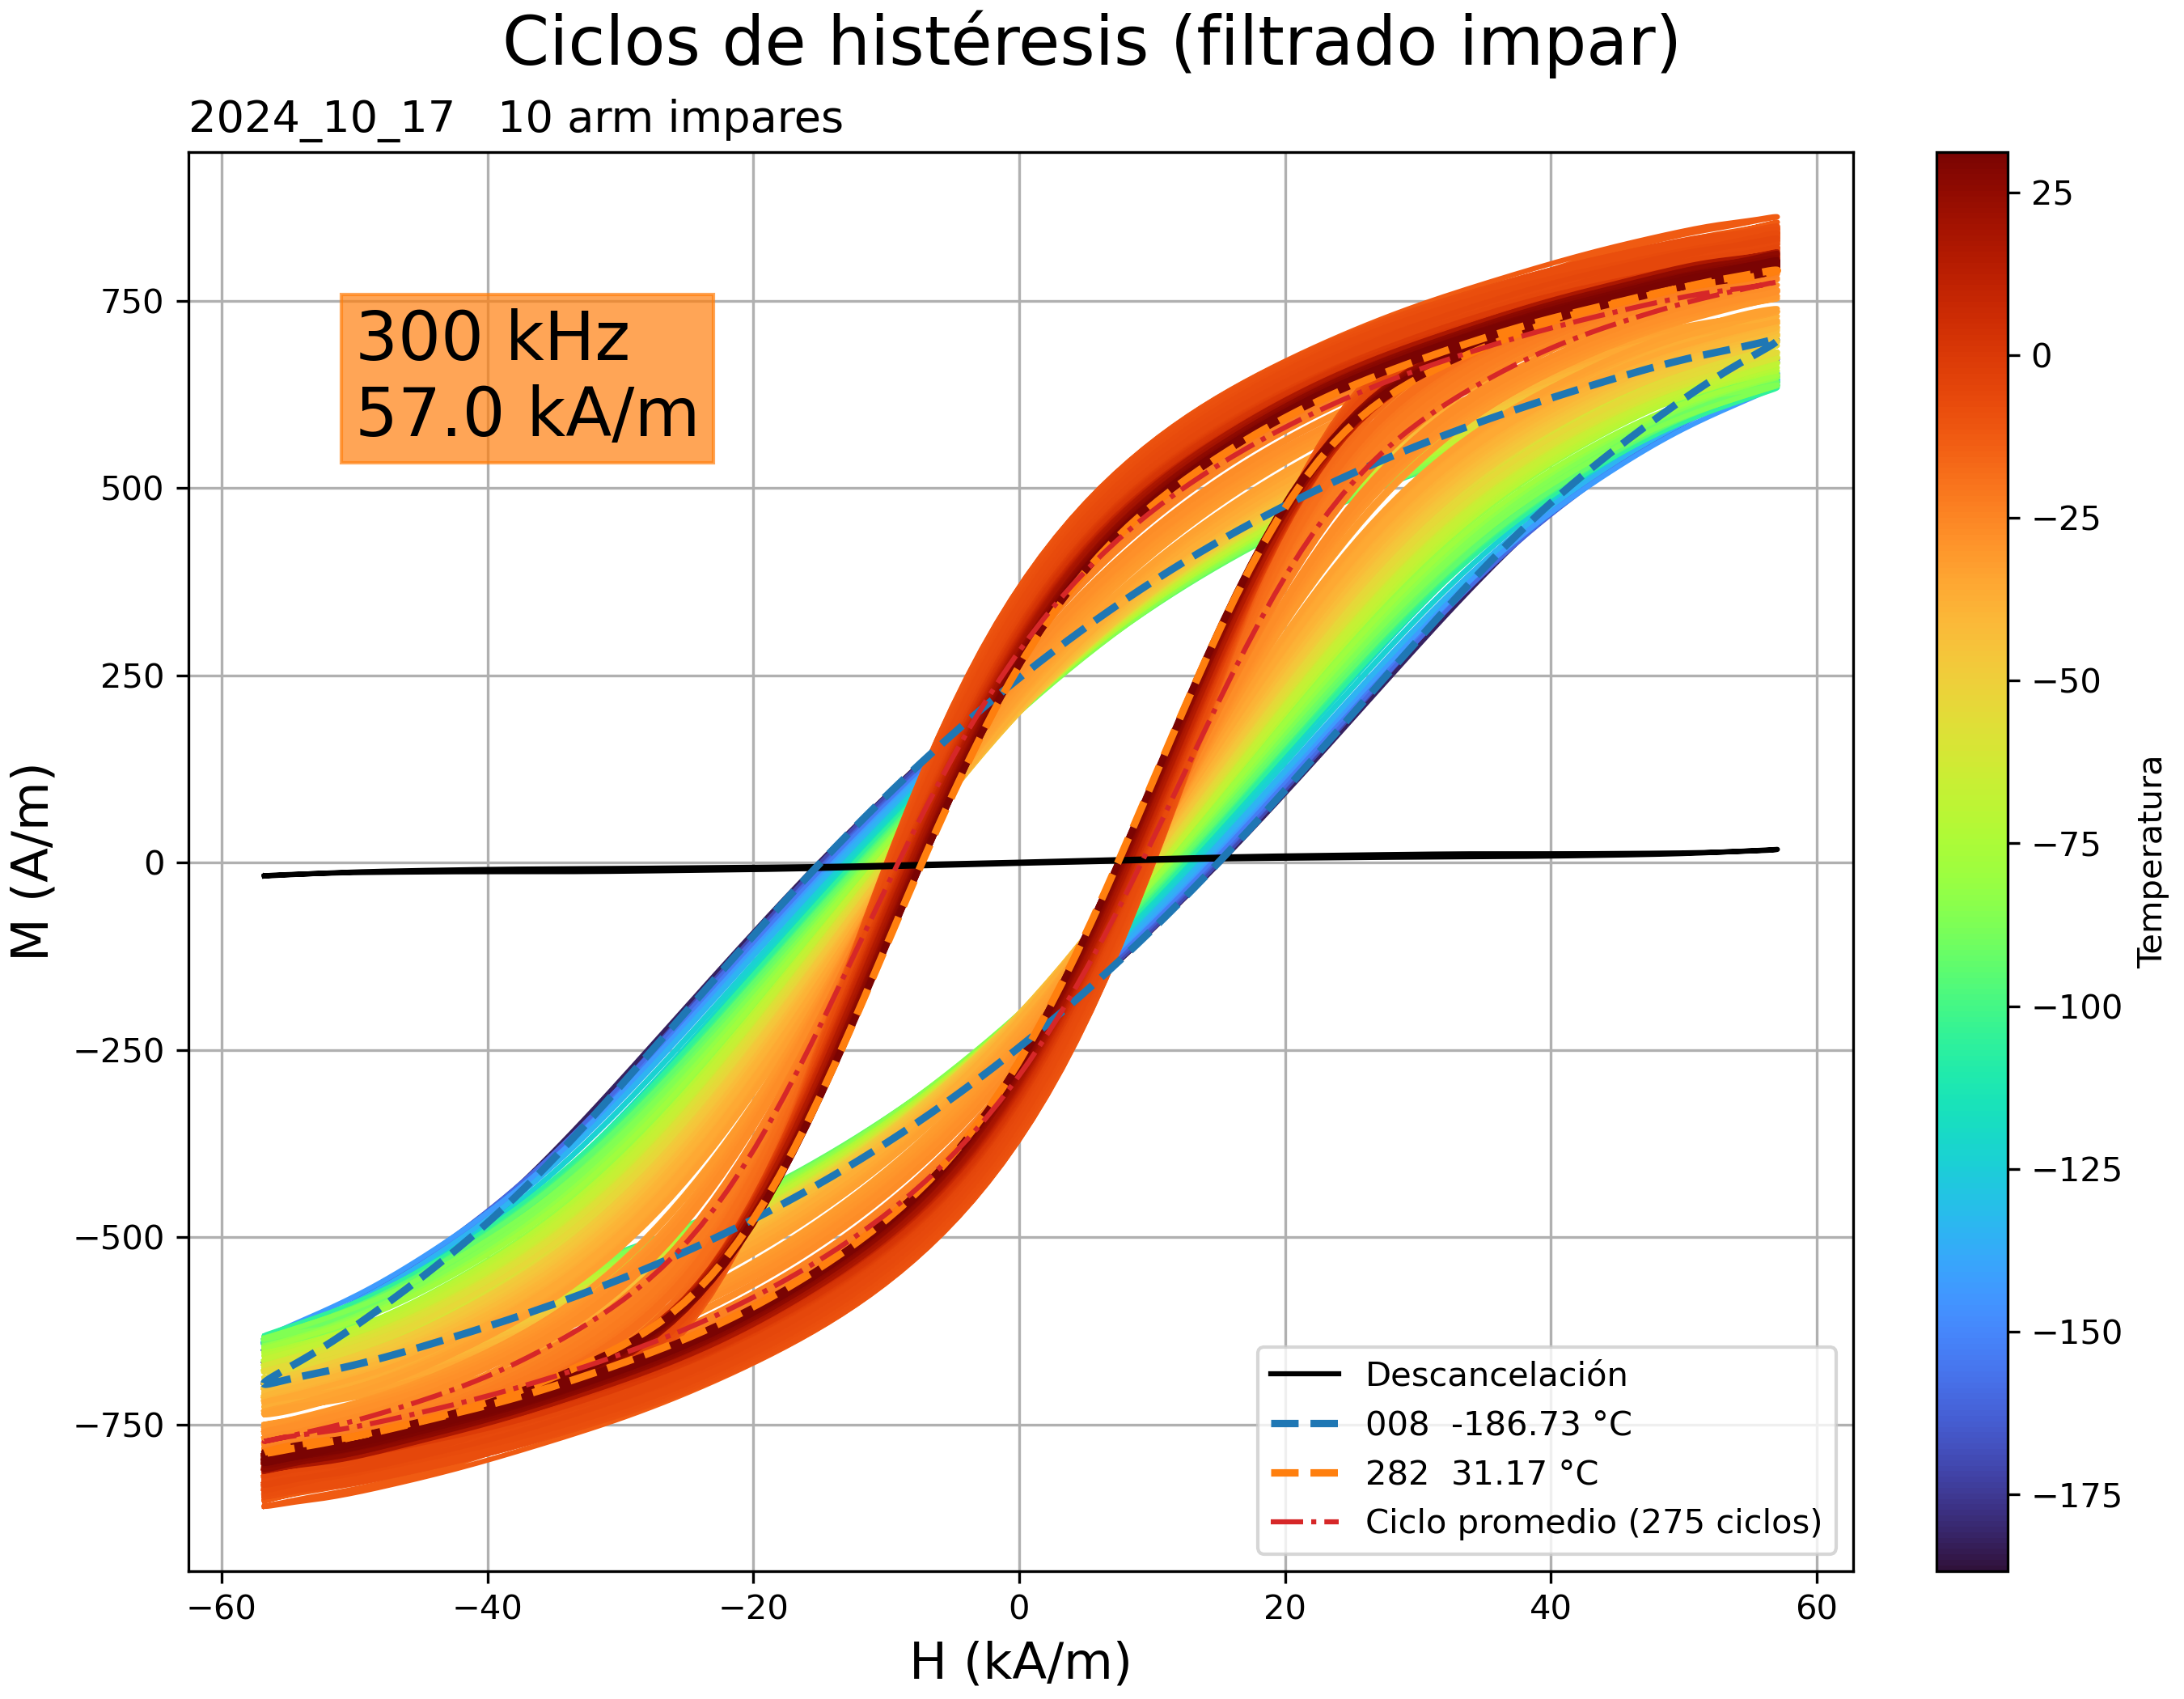 Ciclos de histéresis (filtrado impar)
2024_10_17   10 arm impares
300 kHz
57.0 kA/m
M (A/m)
750
500
250
0
−250
−500
−750
−60
−40
−20
0
20
40
60
H (kA/m)
Descancelación
008  -186.73 °C
282  31.17 °C
Ciclo promedio (275 ciclos)
25
0
−25
−50
−75
−100
−125
−150
−175
Temperatura